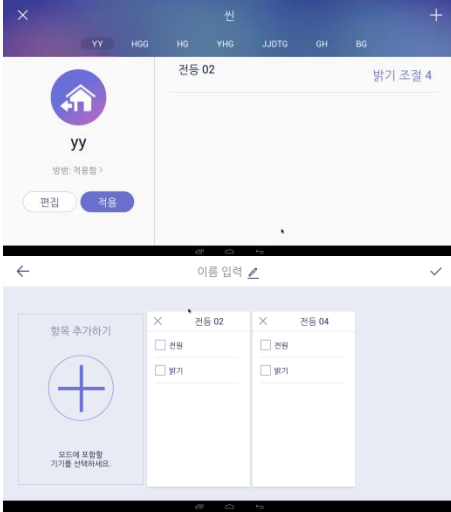 씬
YY HGG HG YHG JJDTG GH BG
전등 02
밝기 조절 4
yy
방범: 적용함 >
편집 적용
이름 입력
항목 추가하기
모드에 포함할
기기를 선택하세요.
전등 02
전원
밝기
전등 04
전원
밝기